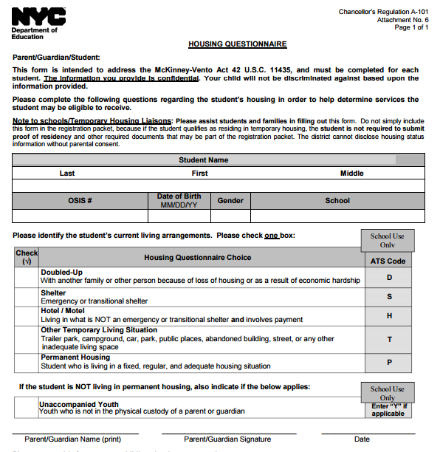 NYC
Department of
Education
Chancellor's Regulation A-101
Attachment No. 6
Page 1 of 1
HOUSING QUESTIONNAIRE
Parent/Guardian/Student:
This form is intended to address the McKinney-Vento Act 42 U.S.C. 11435, and must be completed for each
student. The information you provide is confidential. Your child will not be discriminated against based upon the
information provided.
Please complete the following questions regarding the student's housing in order to help determine services the
student may be eligible to receive.
Note to schools/Temporary Housing Liaisons: Please assist students and families in filling out this form. Do not simply include
this form in the registration packet, because if the student qualifies as residing in temporary housing, the student is not required to submit
proof of residency and other required documents that may be part of the registration packet. The district cannot disclose housing status
information without parental consent.
Student Name
Last First Middle
OSIS # Date of Birth MM/DD/YY Gender School
Please identify the student's current living arrangements. Please check one box:
School Use
Only
Check
(√) Housing Questionnaire Choice ATS Code
Doubled-Up
With another family or other person because of loss of housing or as a result of economic hardship D
Shelter
Emergency or transitional shelter S
Hotel / Motel
Living in what is NOT an emergency or transitional shelter and involves payment H
Other Temporary Living Situation
Trailer park, campground, car, park, public places, abandoned building, street, or any other
inadequate living space T
Permanent Housing
Student who is living in a fixed, regular, and adequate housing situation P
If the student is NOT living in permanent housing, also indicate if the below applies:
School Use
Only
Unaccompanied Youth
Youth who is not in the physical custody of a parent or guardian
Enter "Y" if
applicable
Parent/Guardian Name (print) Parent/Guardian Signature Date